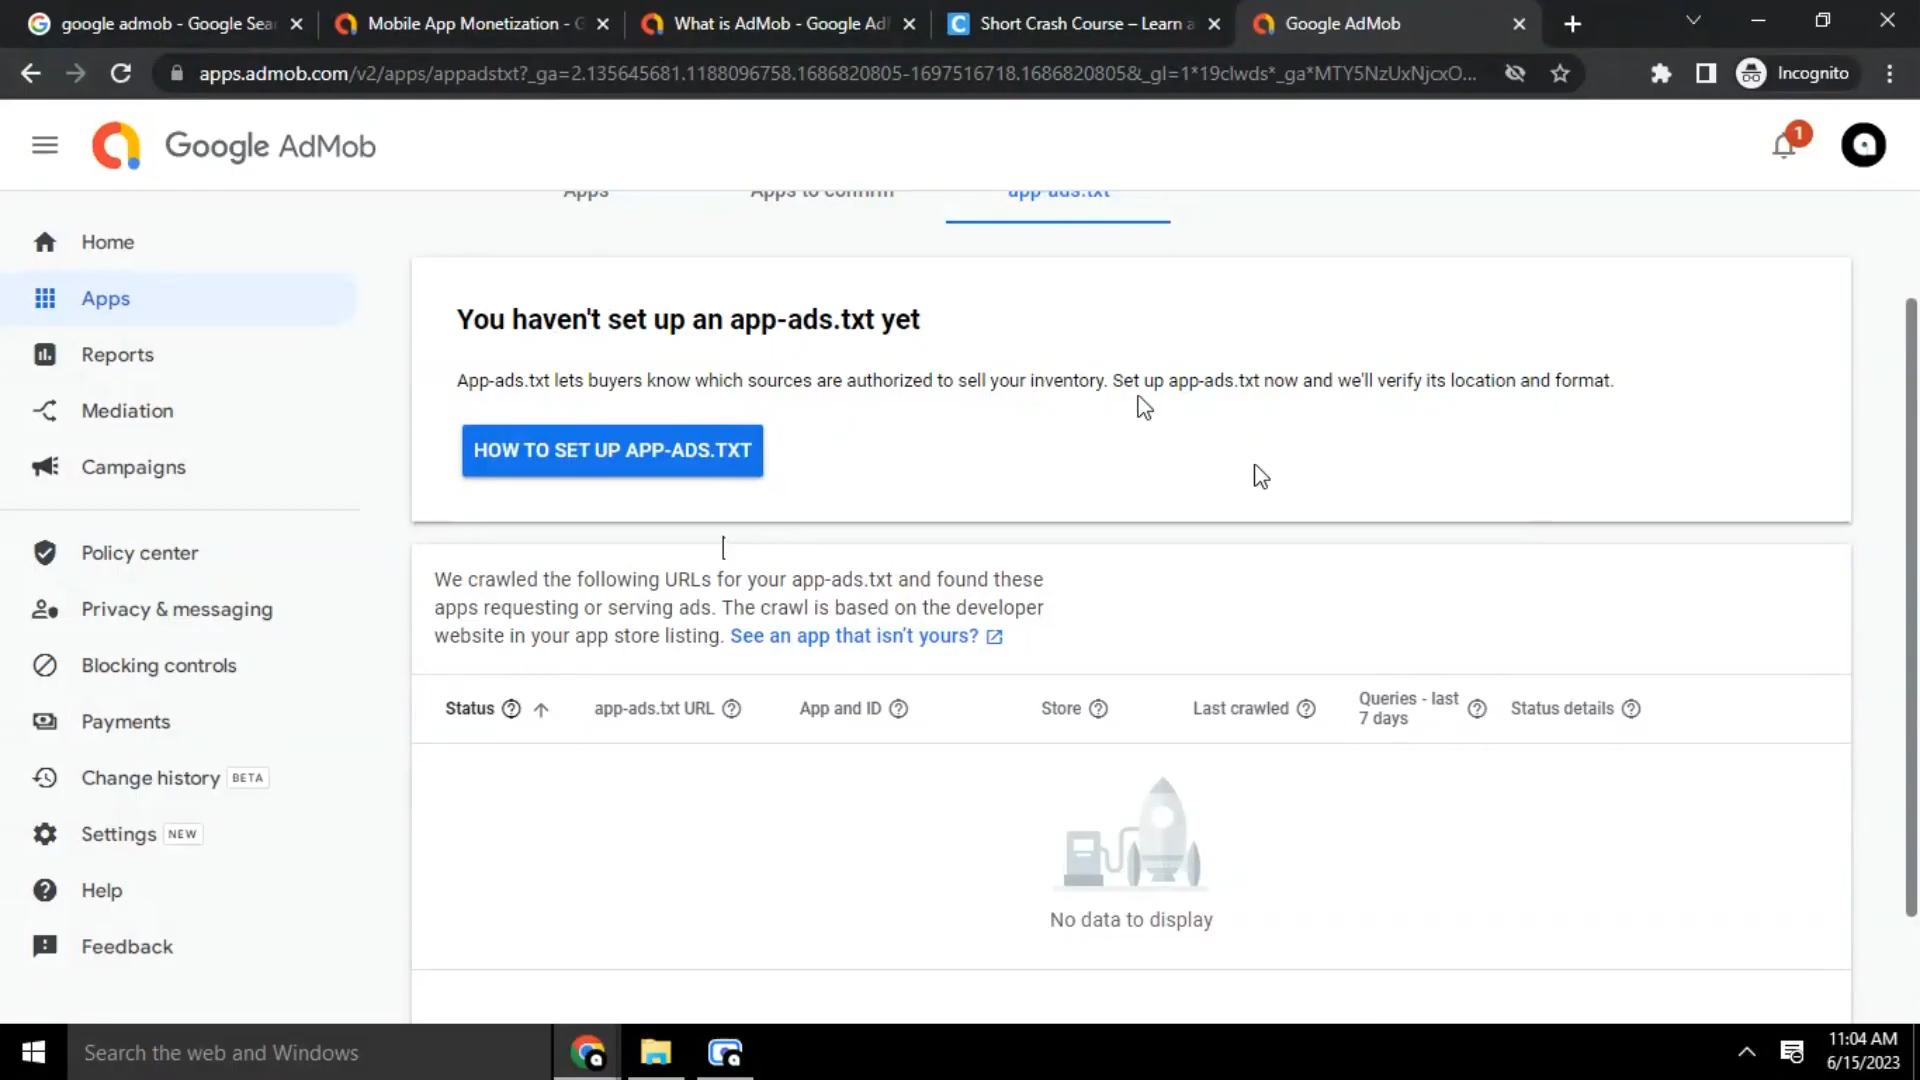 google admob - Google Sea
Mobile App Monetization - G
What is AdMob - Google Ad
Short Crash Course – Learn a
Google AdMob
apps.admob.com/v2/apps/appadstxt?_ga=2.135645681.1188096758.1686820805-1697516718.1686820805&_gl=1*19clwds*_ga*MTY5NzUxNjcxO...
Incognito
Google AdMob
1
Apps
Apps to confirm
app-ads.txt
Home
Apps
Reports
Mediation
Campaigns
Policy center
Privacy & messaging
Blocking controls
Payments
Change history BETA
Settings NEW
Help
Feedback
You haven't set up an app-ads.txt yet
App-ads.txt lets buyers know which sources are authorized to sell your inventory. Set up app-ads.txt now and we'll verify its location and format.
HOW TO SET UP APP-ADS.TXT
We crawled the following URLs for your app-ads.txt and found these
apps requesting or serving ads. The crawl is based on the developer
website in your app store listing. See an app that isn't yours?
Status
app-ads.txt URL
App and ID
Store
Last crawled
Queries - last
7 days
Status details
No data to display
Search the web and Windows
11:04 AM
6/15/2023